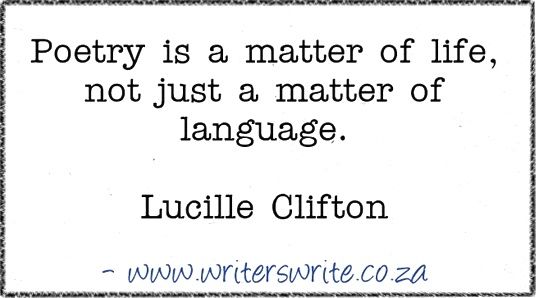 Poetry is a matter of life,
not just a matter of
language.
Lucille Clifton
- www.writerswrite.co.za